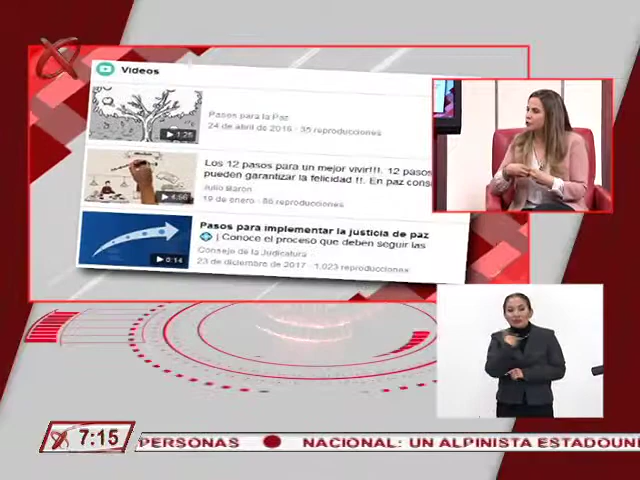 Videos
Pasos para la Paz
24 de abril de 2016 · 35 reproducciones
1:25
Los 12 pasos para un mejor vivir!!!. 12 pasos
pueden garantizar la felicidad !!. En paz cons
Julio Baron
19 de enero · 86 reproducciones
4:56
Pasos para implementar la justicia de paz
| Conoce el proceso que deben seguir las
Consejo de la Judicatura
23 de diciembre de 2017 · 1.023 reproducciones
0:14
7:15
PERSONAS ● NACIONAL: UN ALPINISTA ESTADOUN